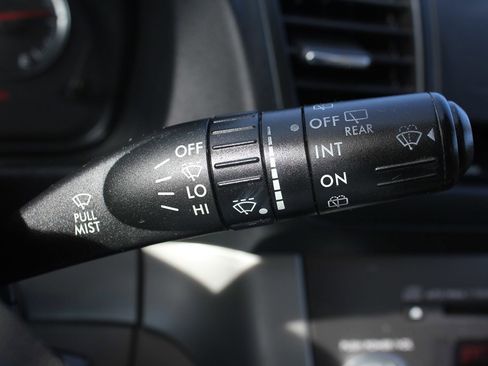 OFF
LO
HI
PULL
MIST
OFF
REAR
INT
ON